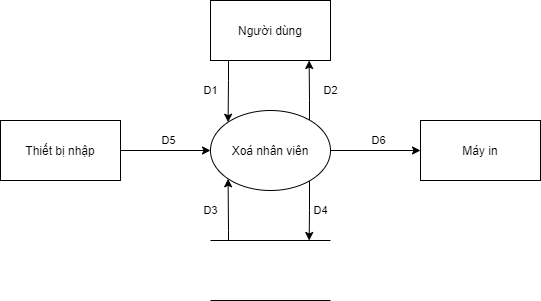 Người dùng
D1
D2
Thiết bị nhập
D5
Xoá nhân viên
D6
Máy in
D3
D4